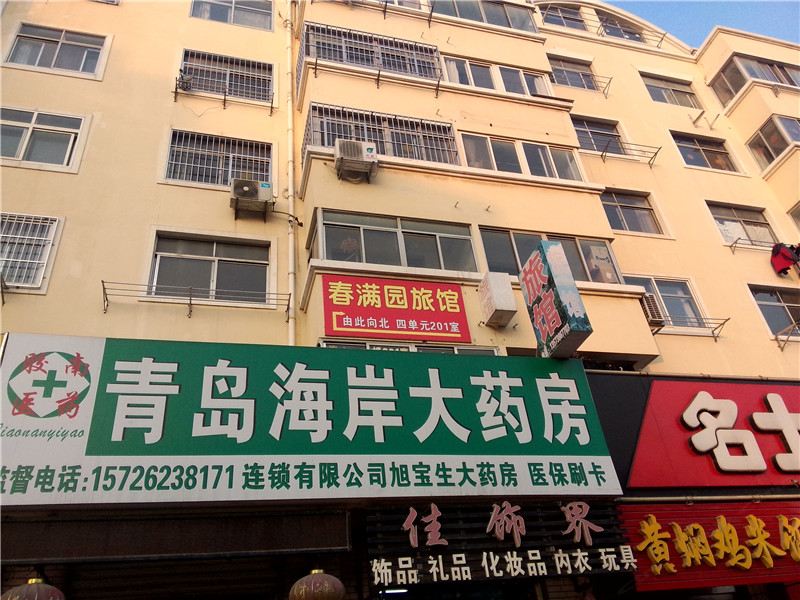 春满园旅馆
由此向北 四单元201室
旅馆
胶南
医药
Jiaonanyiyao
青岛海岸大药房
监督电话:15726238171 连锁有限公司旭宝生大药房 医保刷卡
名士
佳饰界
饰品 礼品 化妆品 内衣 玩具
黄焖鸡米饭